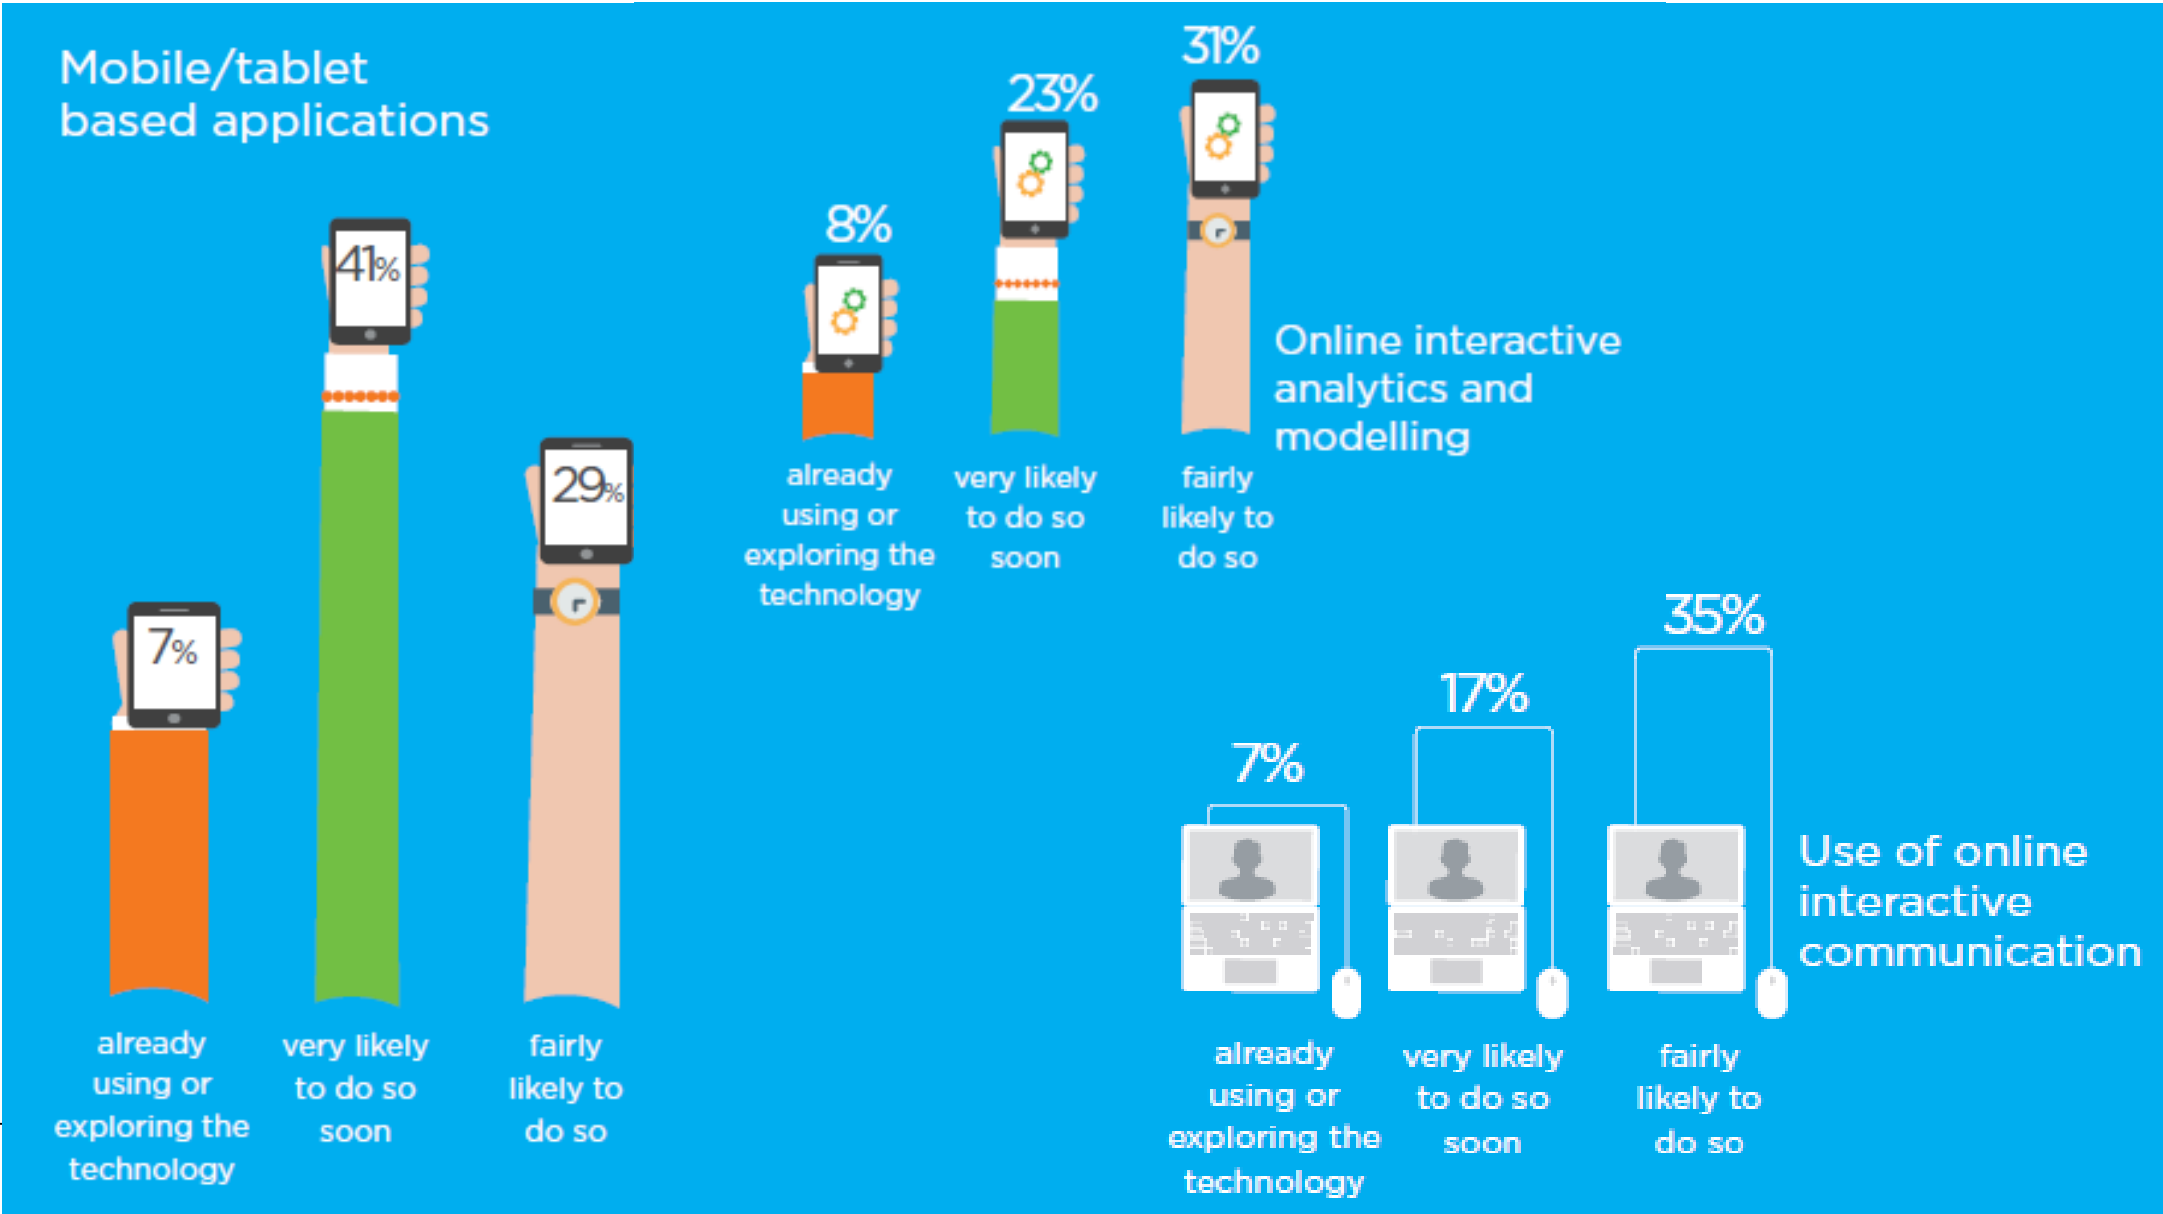 Mobile/tablet
based applications
7%
already
using or
exploring the
technology
41%
very likely
to do so
soon
29%
fairly
likely to
do so
8%
already
using or
exploring the
technology
23%
very likely
to do so
soon
31%
fairly
likely to
do so
Online interactive
analytics and
modelling
7%
already
using or
exploring the
technology
17%
very likely
to do so
soon
35%
fairly
likely to
do so
Use of online
interactive
communication